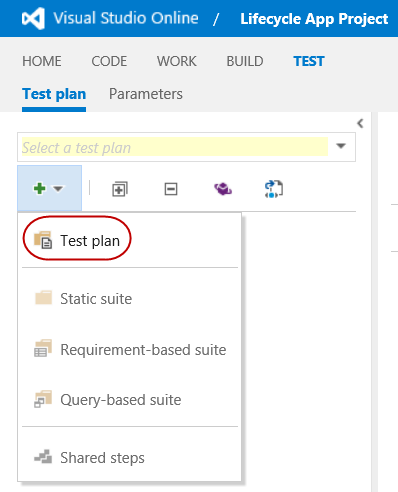 Visual Studio Online / Lifecycle App Project
HOME CODE WORK BUILD TEST
Test plan Parameters
Select a test plan
Test plan
Static suite
Requirement-based suite
Query-based suite
Shared steps